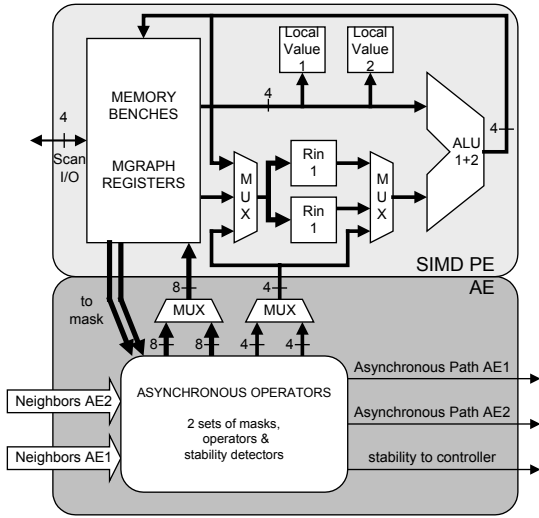 Local
Value
1
Local
Value
2
4
MEMORY
BENCHES
MGRAPH
REGISTERS
4
Scan
I/O
4
ALU
1+2
M
U
X
Rin
1
Rin
1
M
U
X
SIMD PE
AE
to
mask
8
4
MUX
MUX
8
8
4
4
Neighbors AE2
Neighbors AE1
ASYNCHRONOUS OPERATORS
2 sets of masks,
operators &
stability detectors
Asynchronous Path AE1
Asynchronous Path AE2
stability to controller